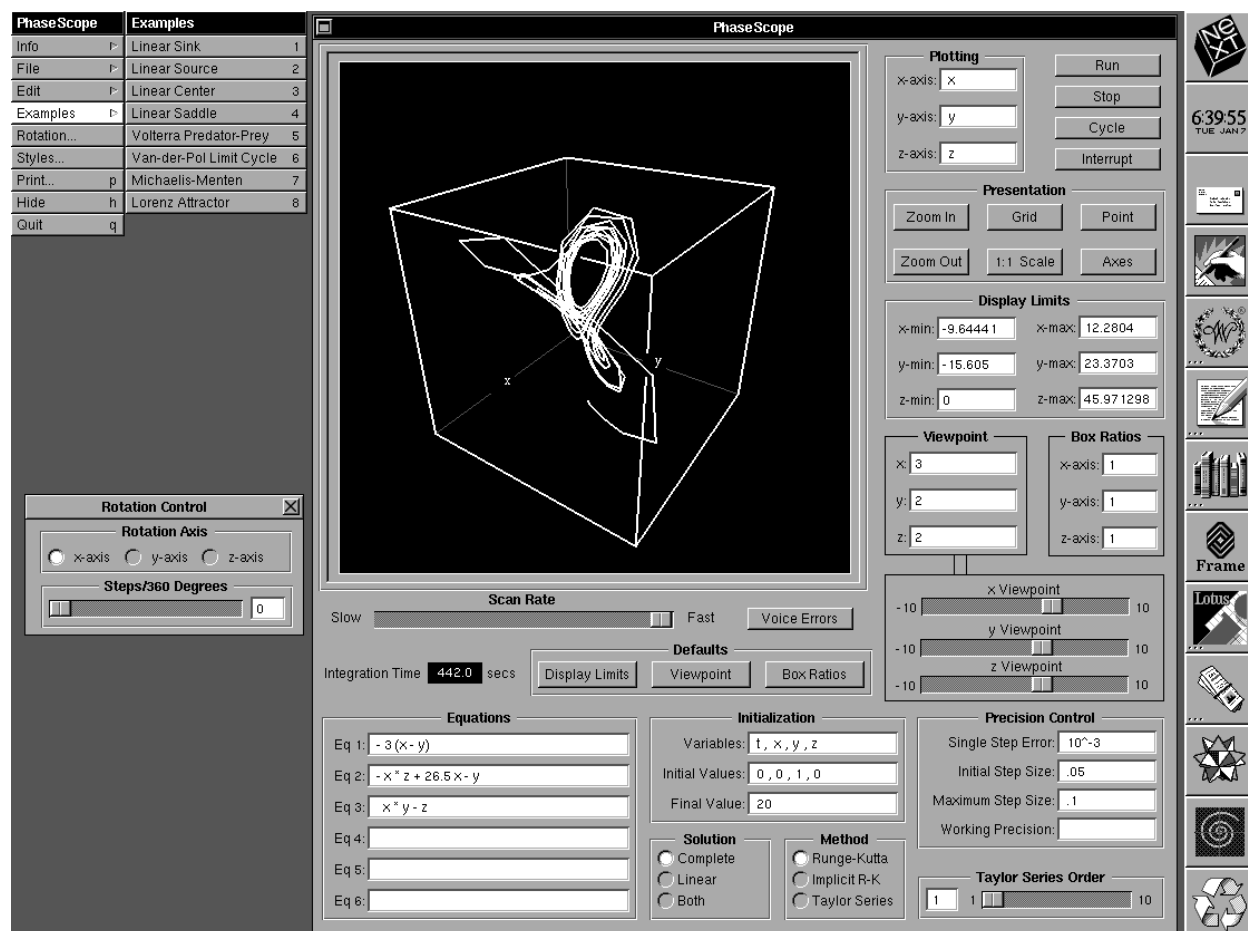 PhaseScope
Info
File
Edit
Examples
Rotation...
Styles...
Print... p
Hide h
Quit q
Examples
Linear Sink 1
Linear Source 2
Linear Center 3
Linear Saddle 4
Volterra Predator-Prey 5
Van-der-Pol Limit Cycle 6
Michaelis-Menten 7
Lorenz Attractor 8
PhaseScope
x
y
Plotting
x-axis: x
y-axis: y
z-axis: z
Run
Stop
Cycle
Interrupt
Presentation
Zoom In Grid Point
Zoom Out 1:1 Scale Axes
Display Limits
x-min: -9.64441 x-max: 12.2804
y-min: -15.605 y-max: 23.3703
z-min: 0 z-max: 45.971298
Viewpoint
x: 3
y: 2
z: 2
Box Ratios
x-axis: 1
y-axis: 1
z-axis: 1
x Viewpoint
-10 10
y Viewpoint
-10 10
z Viewpoint
-10 10
Rotation Control
Rotation Axis
x-axis y-axis z-axis
Steps/360 Degrees
0
Scan Rate
Slow Fast
Voice Errors
Integration Time 442.0 secs
Defaults
Display Limits Viewpoint Box Ratios
Equations
Eq 1: - 3 (x - y)
Eq 2: - x * z + 26.5 x - y
Eq 3: x * y - z
Eq 4:
Eq 5:
Eq 6:
Initialization
Variables: t , x , y , z
Initial Values: 0 , 0 , 1 , 0
Final Value: 20
Solution
Complete
Linear
Both
Method
Runge-Kutta
Implicit R-K
Taylor Series
Precision Control
Single Step Error: 10^-3
Initial Step Size: .05
Maximum Step Size: .1
Working Precision:
Taylor Series Order
1 1 10
NeXT
6:39:55
TUE JAN 7
W
Frame
Lotus